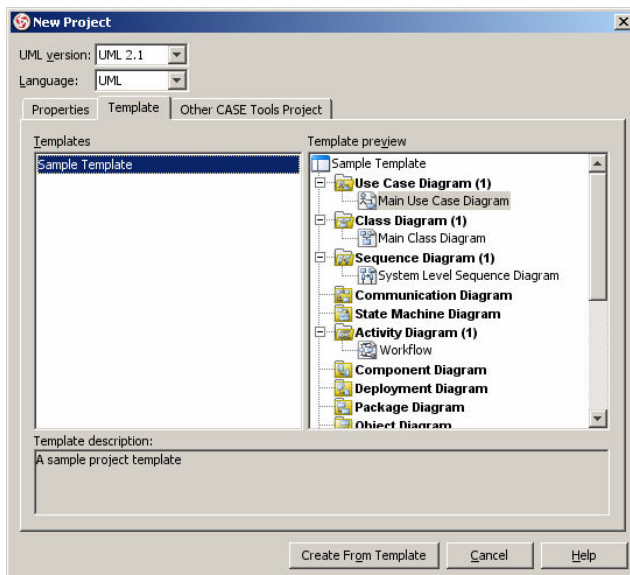 New Project
UML version: UML 2.1
Language: UML
Properties Template Other CASE Tools Project
Templates
Sample Template
Template preview
Sample Template
Use Case Diagram (1)
Main Use Case Diagram
Class Diagram (1)
Main Class Diagram
Sequence Diagram (1)
System Level Sequence Diagram
Communication Diagram
State Machine Diagram
Activity Diagram (1)
Workflow
Component Diagram
Deployment Diagram
Package Diagram
Object Diagram
Template description:
A sample project template
Create From Template Cancel Help